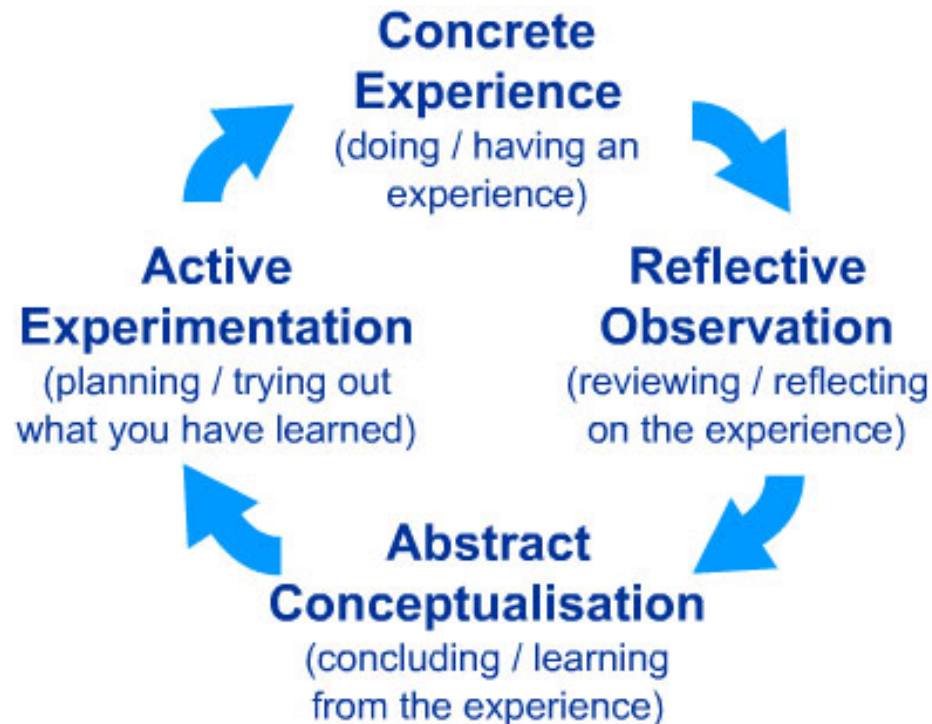 Concrete
Experience
(doing / having an
experience)
Reflective
Observation
(reviewing / reflecting
on the experience)
Abstract
Conceptualisation
(concluding / learning
from the experience)
Active
Experimentation
(planning / trying out
what you have learned)